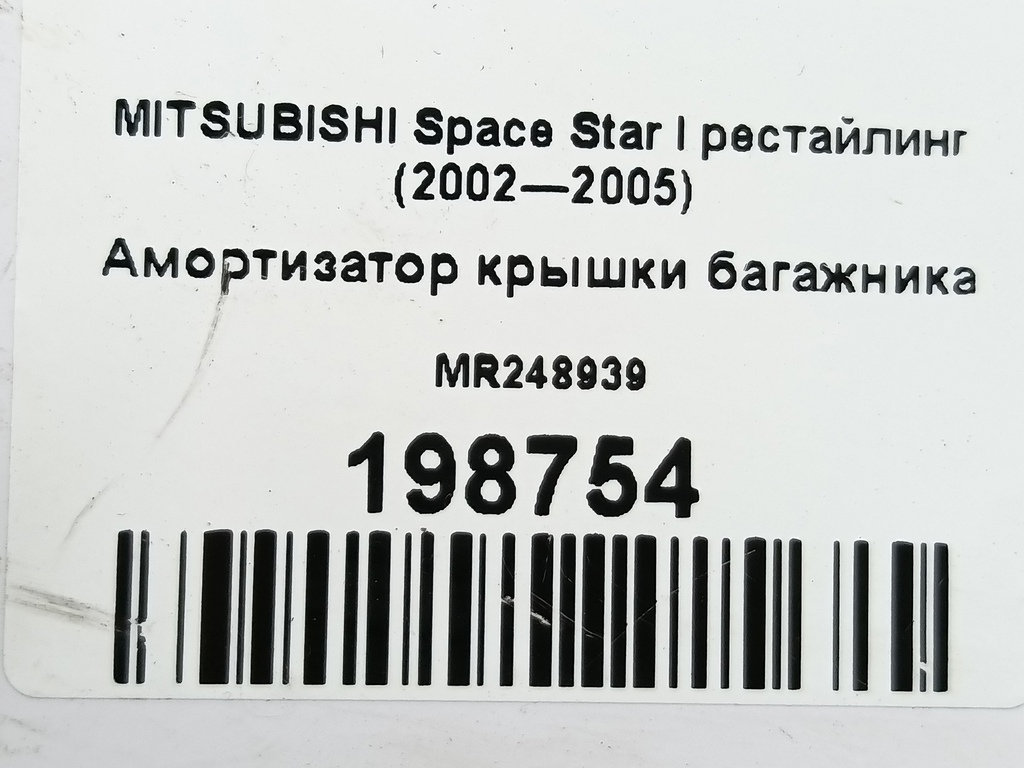 MITSUBISHI Space Star I рестайлинг
(2002—2005)
Амортизатор крышки багажника
MR248939
198754